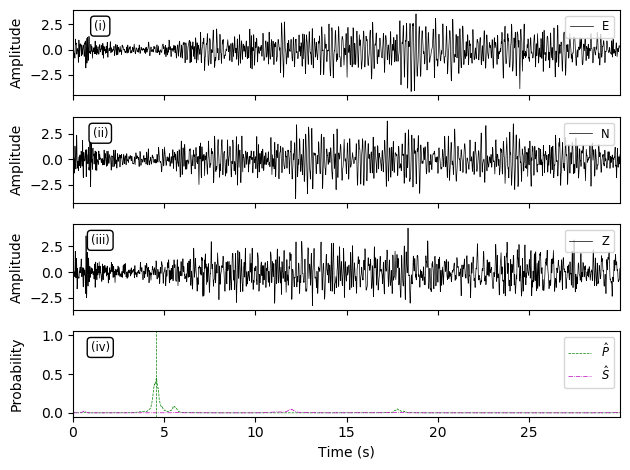 (i)
E
2.5
0.0
−2.5
Amplitude
(ii)
N
2.5
0.0
−2.5
Amplitude
(iii)
Z
2.5
0.0
−2.5
Amplitude
(iv)
P̂
Ŝ
1.0
0.5
0.0
Probability
0 5 10 15 20 25
Time (s)